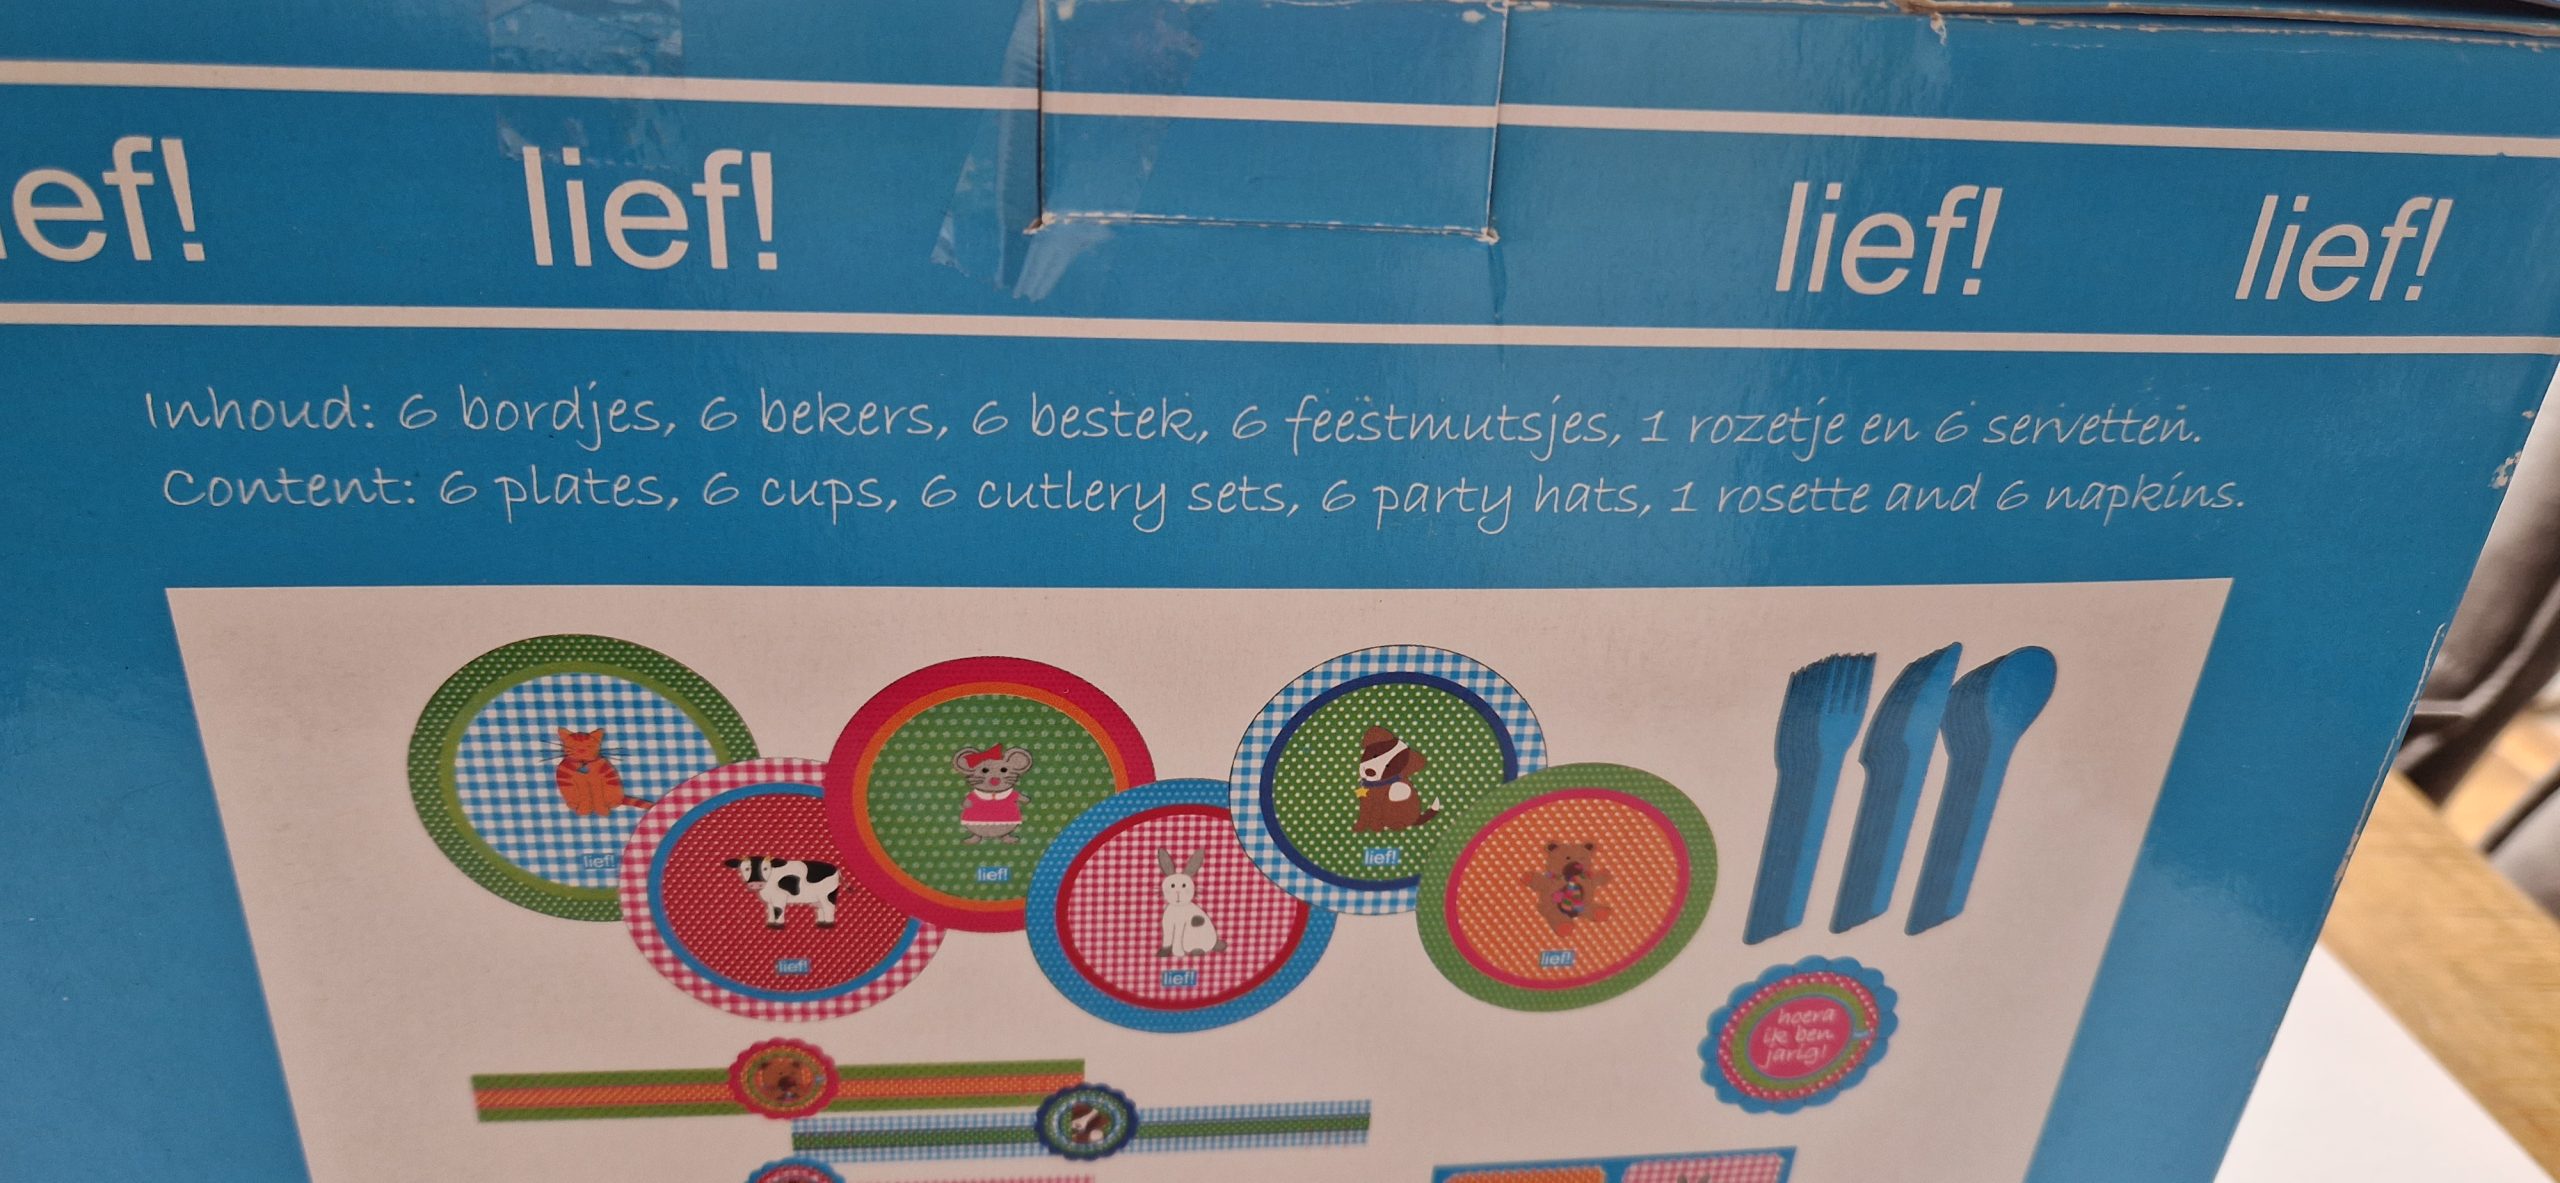 lief! lief! lief!
Inhoud: 6 bordjes, 6 bekers, 6 bestek, 6 feestmutsjes, 1 rozetje en 6 servetten.
Content: 6 plates, 6 cups, 6 cutlery sets, 6 party hats, 1 rosette and 6 napkins.
lief!
lief!
lief!
lief!
lief!
lief!
hoera
ik ben
jarig!